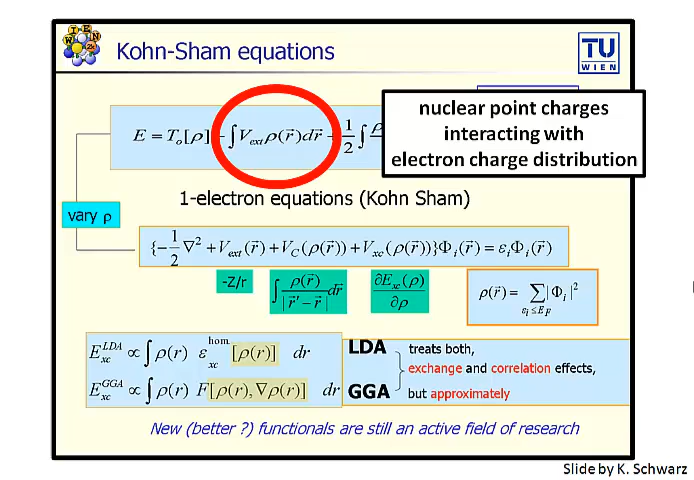 WIEN2k
Kohn-Sham equations
TU
WIEN
nuclear point charges
interacting with
electron charge distribution
E = T_o[ρ] + ∫ V_ext ρ(r⃗) dr⃗ + 1/2 ∫ ρ
1-electron equations (Kohn Sham)
vary ρ
{-1/2 ∇² + V_ext(r⃗) + V_C(ρ(r⃗)) + V_xc(ρ(r⃗))}Φ_i(r⃗) = ε_iΦ_i(r⃗)
-Z/r
∫ ρ(r⃗)/|r⃗' − r⃗| dr⃗
∂E_xc(ρ)/∂ρ
ρ(r⃗) = ∑_{ε_i≤E_F} |Φ_i|²
E_xc^LDA ∝ ∫ ρ(r) ε_xc^hom. [ρ(r)] dr
E_xc^GGA ∝ ∫ ρ(r) F[ρ(r), ∇ρ(r)] dr
LDA
GGA
treats both,
exchange and correlation effects,
but approximately
New (better ?) functionals are still an active field of research
Slide by K. Schwarz